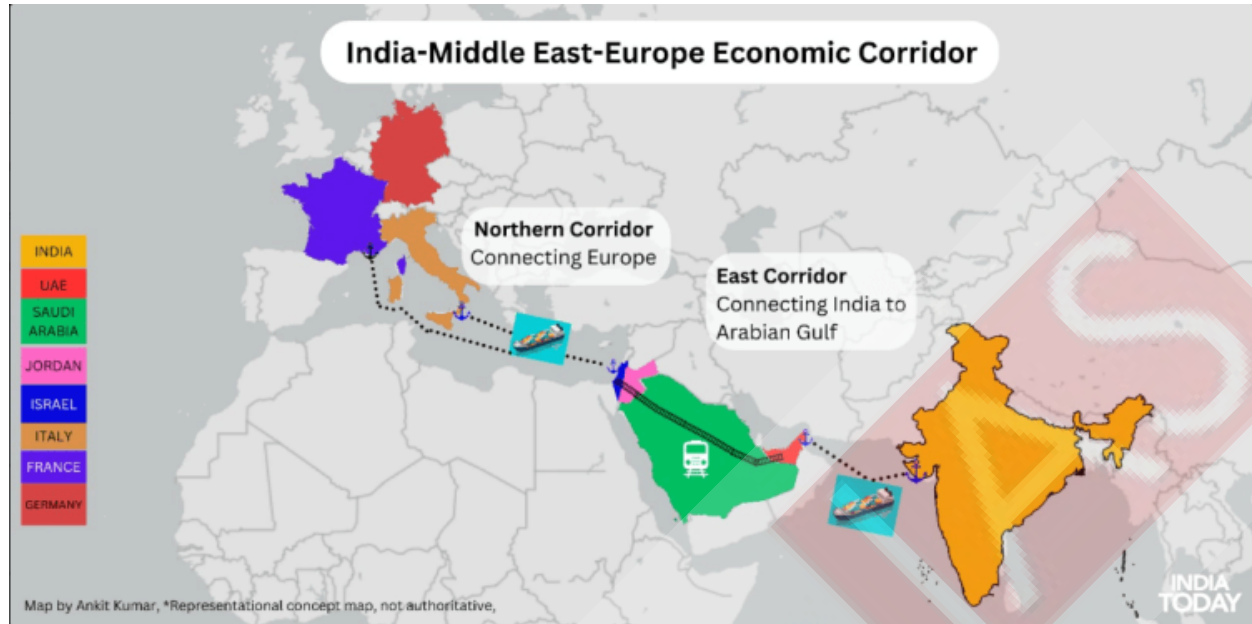 India-Middle East-Europe Economic Corridor
Northern Corridor
Connecting Europe
East Corridor
Connecting India to
Arabian Gulf
INDIA
UAE
SAUDI
ARABIA
JORDAN
ISRAEL
ITALY
FRANCE
GERMANY
Map by Ankit Kumar, *Representational concept map, not authoritative,
INDIA
TODAY